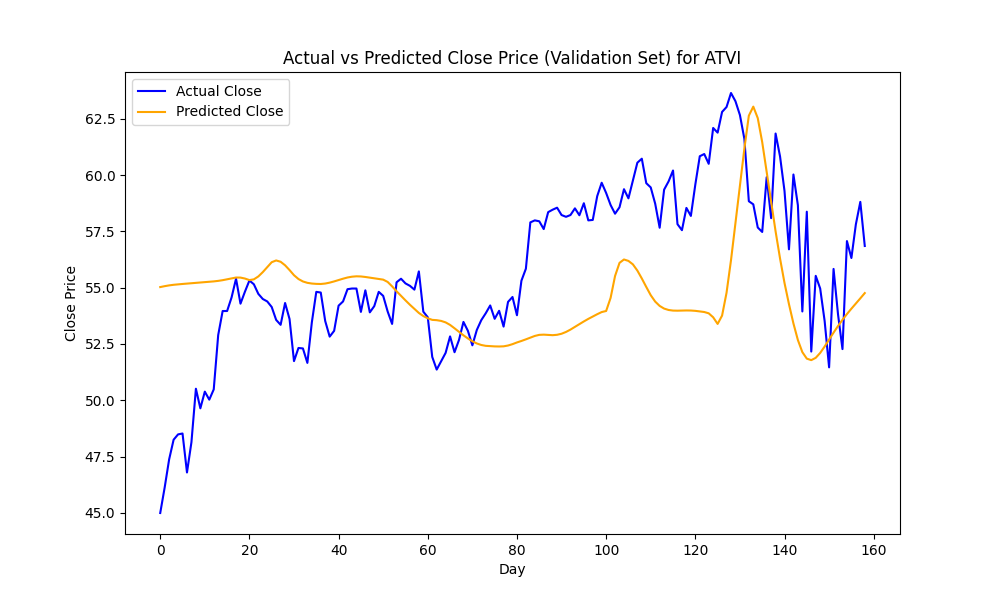 Actual vs Predicted Close Price (Validation Set) for ATVI
Actual Close
Predicted Close
62.5
60.0
57.5
55.0
52.5
50.0
47.5
45.0
Close Price
0 20 40 60 80 100 120 140 160
Day